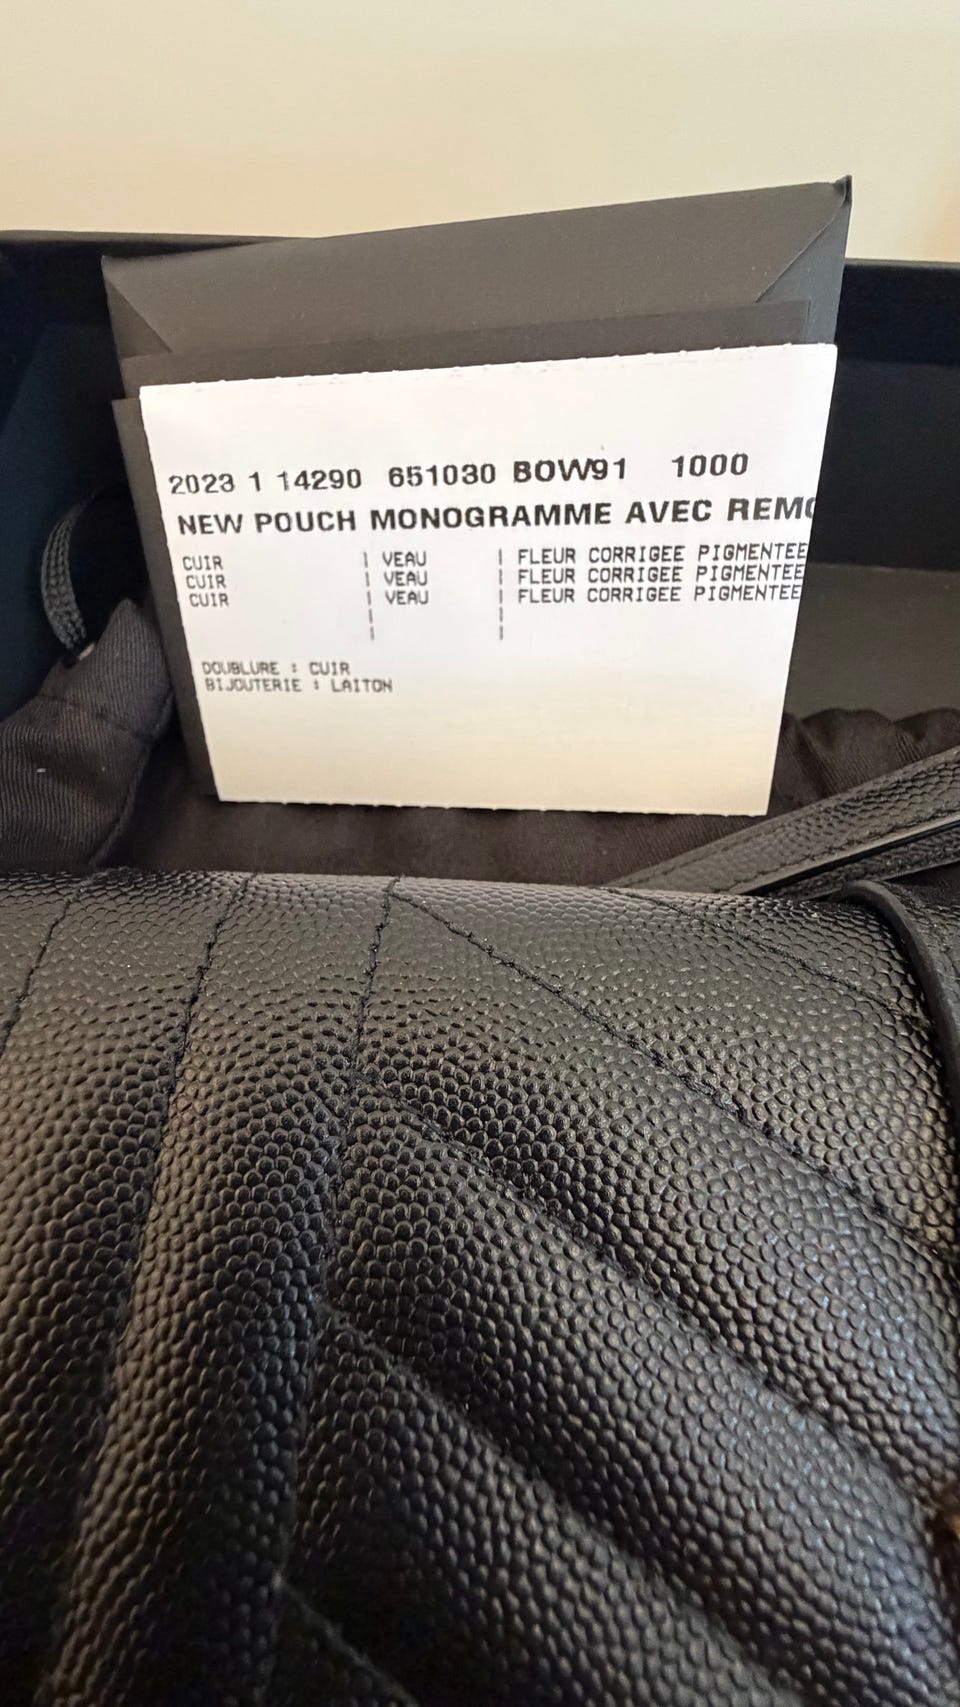 2023 1 14290 651030 BOW91 1000
NEW POUCH MONOGRAMME AVEC REMO
CUIR | VEAU | FLEUR CORRIGEE PIGMENTEE
CUIR | VEAU | FLEUR CORRIGEE PIGMENTEE
CUIR | VEAU | FLEUR CORRIGEE PIGMENTEE
DOUBLURE : CUIR
BIJOUTERIE : LAITON